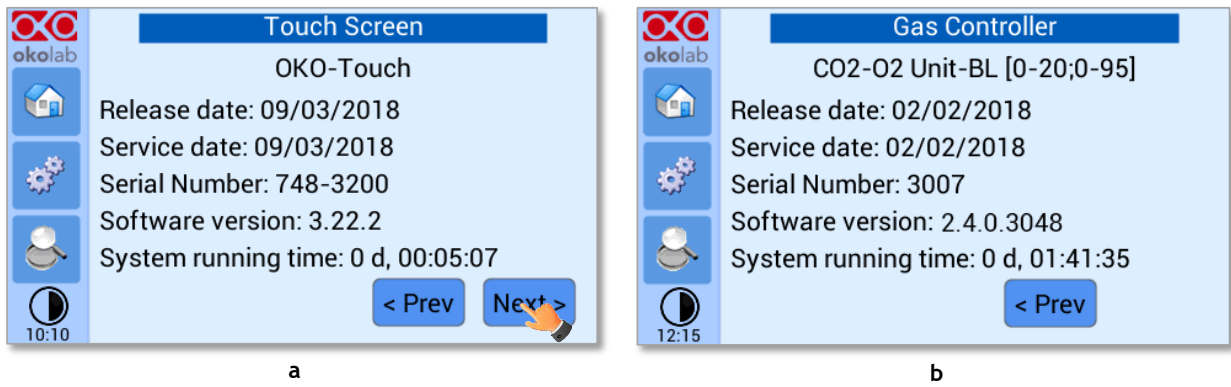 Touch Screen
okolab
OKO-Touch
Release date: 09/03/2018
Service date: 09/03/2018
Serial Number: 748-3200
Software version: 3.22.2
System running time: 0 d, 00:05:07
< Prev
Next >
10:10
a
Gas Controller
okolab
CO2-O2 Unit-BL [0-20;0-95]
Release date: 02/02/2018
Service date: 02/02/2018
Serial Number: 3007
Software version: 2.4.0.3048
System running time: 0 d, 01:41:35
< Prev
12:15
b